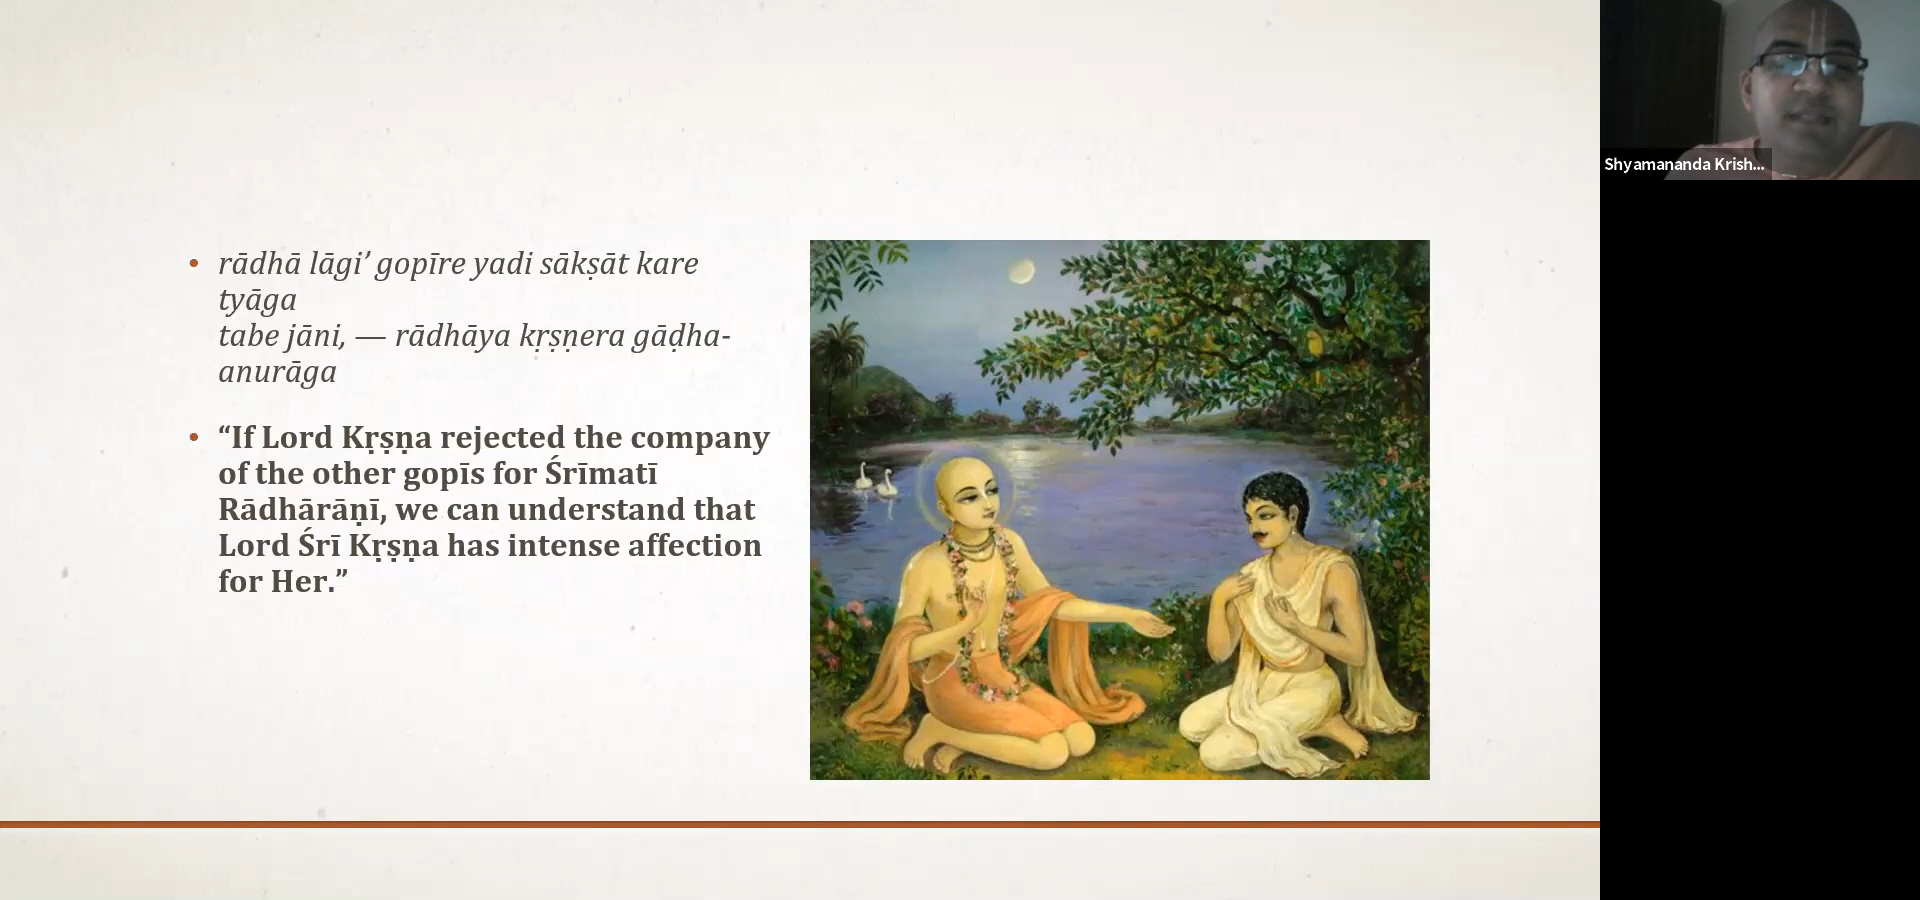 • rādhā lāgi’ gopīre yadi sākṣāt kare
tyāga
tabe jāni, — rādhāya kṛṣṇera gāḍha-
anurāga
• “If Lord Kṛṣṇa rejected the company
of the other gopīs for Śrīmatī
Rādhārāṇī, we can understand that
Lord Śrī Kṛṣṇa has intense affection
for Her.”
Shyamananda Krish...